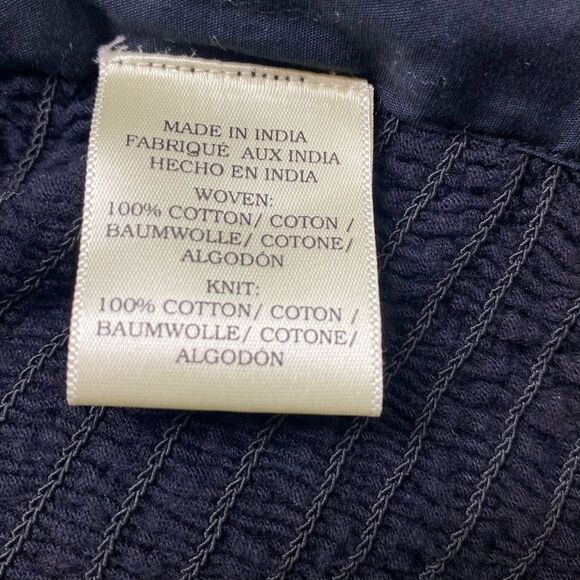 MADE IN INDIA
FABRIQUÉ AUX INDIA
HECHO EN INDIA
WOVEN:
100% COTTON/ COTON /
BAUMWOLLE/ COTONE/
ALGODÓN
KNIT:
100% COTTON/ COTON /
BAUMWOLLE/ COTONE/
ALGODÓN